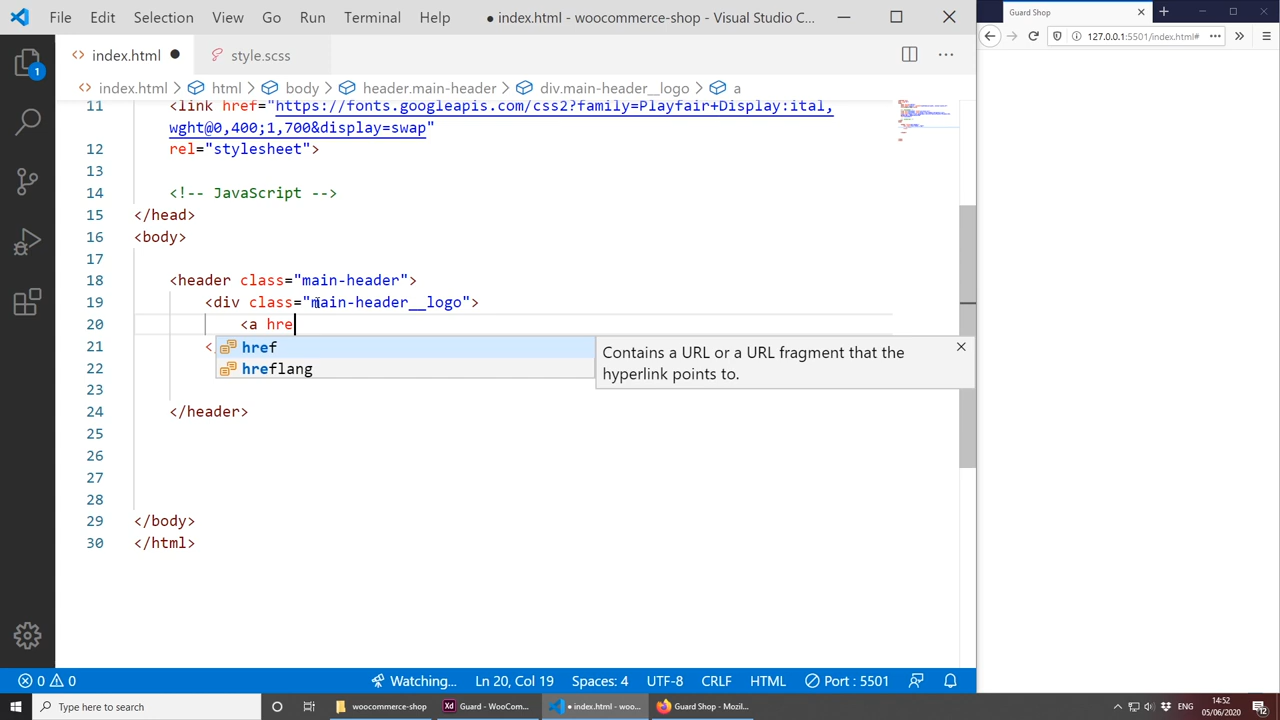 File Edit Selection View Go Run Terminal Help ● index.html - woocommerce-shop - Visual Studio C...
Guard Shop
127.0.0.1:5501/index.html#
1
index.html
style.scss
index.html > html > body > header.main-header > div.main-header__logo > a
11 <link href="https://fonts.googleapis.com/css2?family=Playfair+Display:ital,
wght@0,400;1,700&display=swap"
12 rel="stylesheet">
13
14 <!-- JavaScript -->
15 </head>
16 <body>
17
18 <header class="main-header">
19 <div class="main-header__logo">
20 <a hre
21 <
href
Contains a URL or a URL fragment that the
hyperlink points to.
22
hreflang
23
24 </header>
25
26
27
28
29 </body>
30 </html>
0 0 Watching... Ln 20, Col 19 Spaces: 4 UTF-8 CRLF HTML Port : 5501
Type here to search
woocommerce-shop
Guard - WooCom...
● index.html - woo...
Guard Shop - Mozil...
ENG
14:52
05/06/2020
12